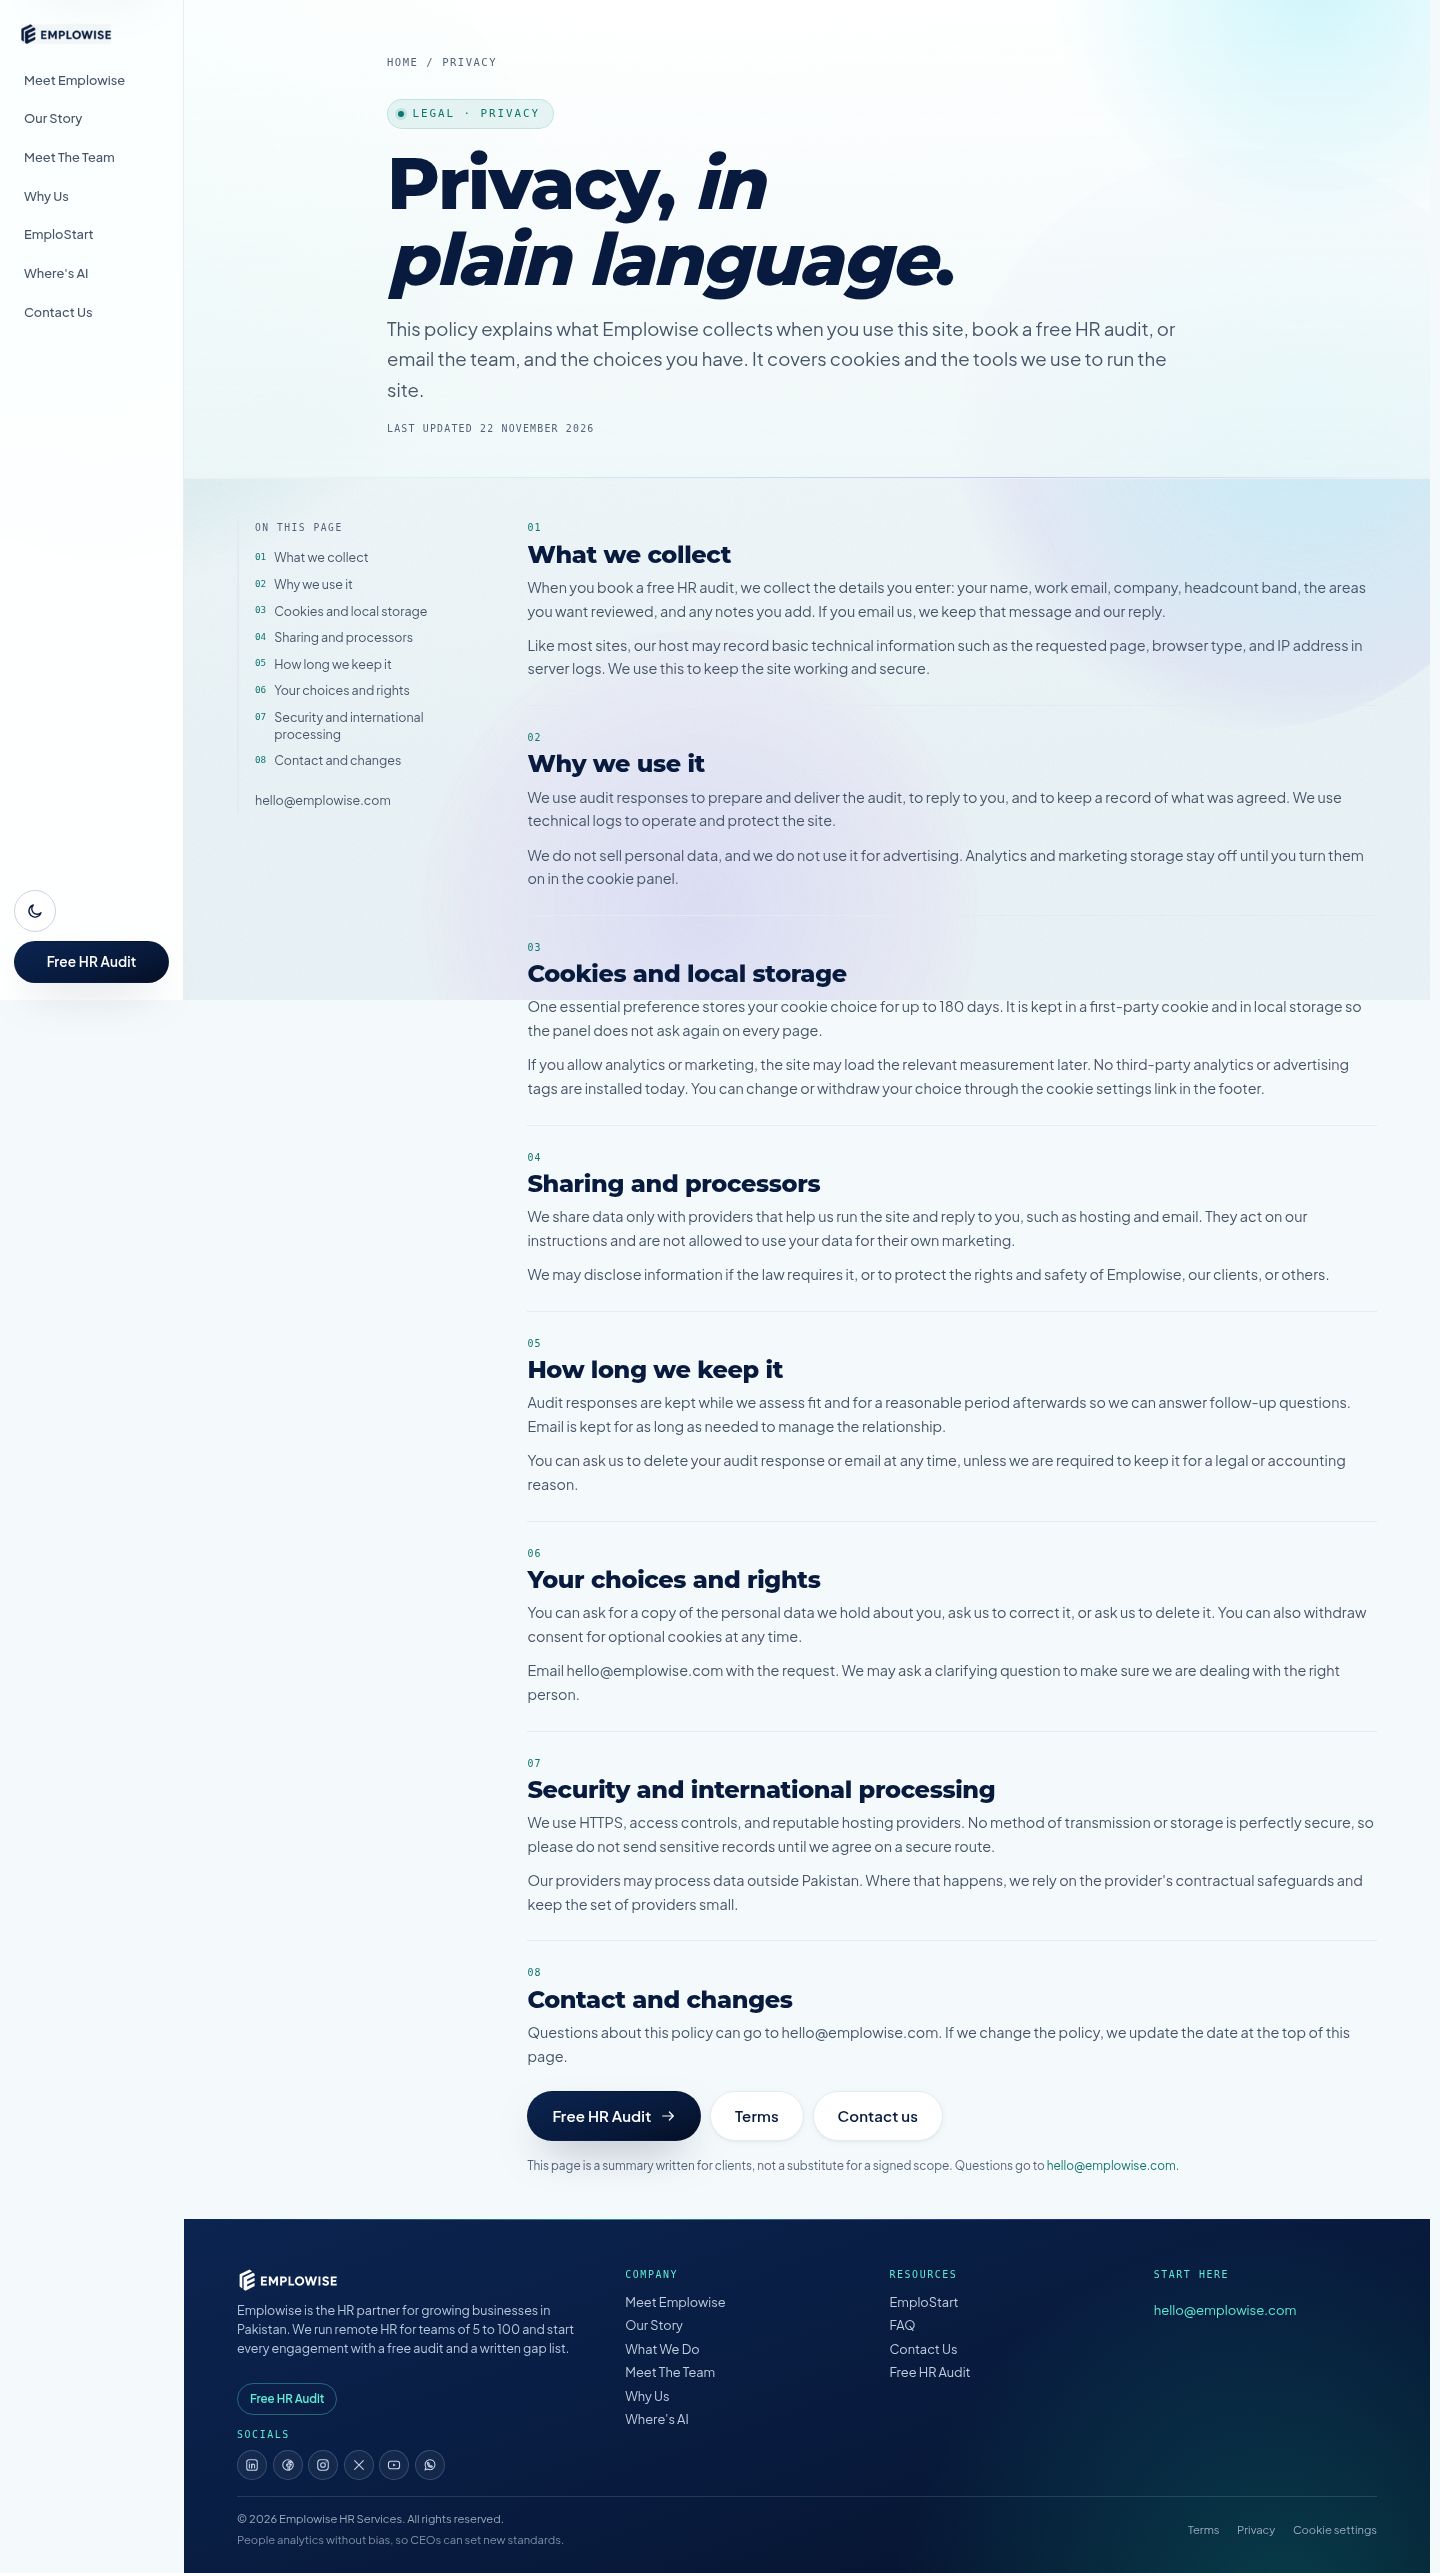 EMPLOWISE
Meet Emplowise
Our Story
Meet The Team
Why Us
EmploStart
Where's AI
Contact Us
Free HR Audit
HOME / PRIVACY
LEGAL · PRIVACY
Privacy, in
plain language.
This policy explains what Emplowise collects when you use this site, book a free HR audit, or
email the team, and the choices you have. It covers cookies and the tools we use to run the
site.
LAST UPDATED 22 NOVEMBER 2026
ON THIS PAGE
01 What we collect
02 Why we use it
03 Cookies and local storage
04 Sharing and processors
05 How long we keep it
06 Your choices and rights
07 Security and international
processing
08 Contact and changes
hello@emplowise.com
01
What we collect
When you book a free HR audit, we collect the details you enter: your name, work email, company, headcount band, the areas
you want reviewed, and any notes you add. If you email us, we keep that message and our reply.
Like most sites, our host may record basic technical information such as the requested page, browser type, and IP address in
server logs. We use this to keep the site working and secure.
02
Why we use it
We use audit responses to prepare and deliver the audit, to reply to you, and to keep a record of what was agreed. We use
technical logs to operate and protect the site.
We do not sell personal data, and we do not use it for advertising. Analytics and marketing storage stay off until you turn them
on in the cookie panel.
03
Cookies and local storage
One essential preference stores your cookie choice for up to 180 days. It is kept in a first-party cookie and in local storage so
the panel does not ask again on every page.
If you allow analytics or marketing, the site may load the relevant measurement later. No third-party analytics or advertising
tags are installed today. You can change or withdraw your choice through the cookie settings link in the footer.
04
Sharing and processors
We share data only with providers that help us run the site and reply to you, such as hosting and email. They act on our
instructions and are not allowed to use your data for their own marketing.
We may disclose information if the law requires it, or to protect the rights and safety of Emplowise, our clients, or others.
05
How long we keep it
Audit responses are kept while we assess fit and for a reasonable period afterwards so we can answer follow-up questions.
Email is kept for as long as needed to manage the relationship.
You can ask us to delete your audit response or email at any time, unless we are required to keep it for a legal or accounting
reason.
06
Your choices and rights
You can ask for a copy of the personal data we hold about you, ask us to correct it, or ask us to delete it. You can also withdraw
consent for optional cookies at any time.
Email hello@emplowise.com with the request. We may ask a clarifying question to make sure we are dealing with the right
person.
07
Security and international processing
We use HTTPS, access controls, and reputable hosting providers. No method of transmission or storage is perfectly secure, so
please do not send sensitive records until we agree on a secure route.
Our providers may process data outside Pakistan. Where that happens, we rely on the provider's contractual safeguards and
keep the set of providers small.
08
Contact and changes
Questions about this policy can go to hello@emplowise.com. If we change the policy, we update the date at the top of this
page.
Free HR Audit
Terms
Contact us
This page is a summary written for clients, not a substitute for a signed scope. Questions go to hello@emplowise.com.
EMPLOWISE
Emplowise is the HR partner for growing businesses in
Pakistan. We run remote HR for teams of 5 to 100 and start
every engagement with a free audit and a written gap list.
Free HR Audit
SOCIALS
COMPANY
Meet Emplowise
Our Story
What We Do
Meet The Team
Why Us
Where's AI
RESOURCES
EmploStart
FAQ
Contact Us
Free HR Audit
START HERE
hello@emplowise.com
© 2026 Emplowise HR Services. All rights reserved.
People analytics without bias, so CEOs can set new standards.
Terms Privacy Cookie settings